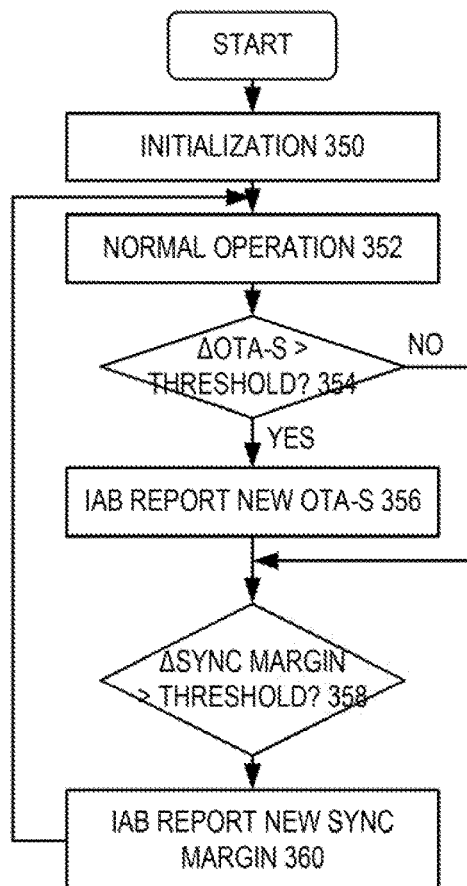 START
INITIALIZATION 350
NORMAL OPERATION 352
ΔOTA-S >
THRESHOLD? 354
NO
YES
IAB REPORT NEW OTA-S 356
ΔSYNC MARGIN
> THRESHOLD? 358
IAB REPORT NEW SYNC
MARGIN 360